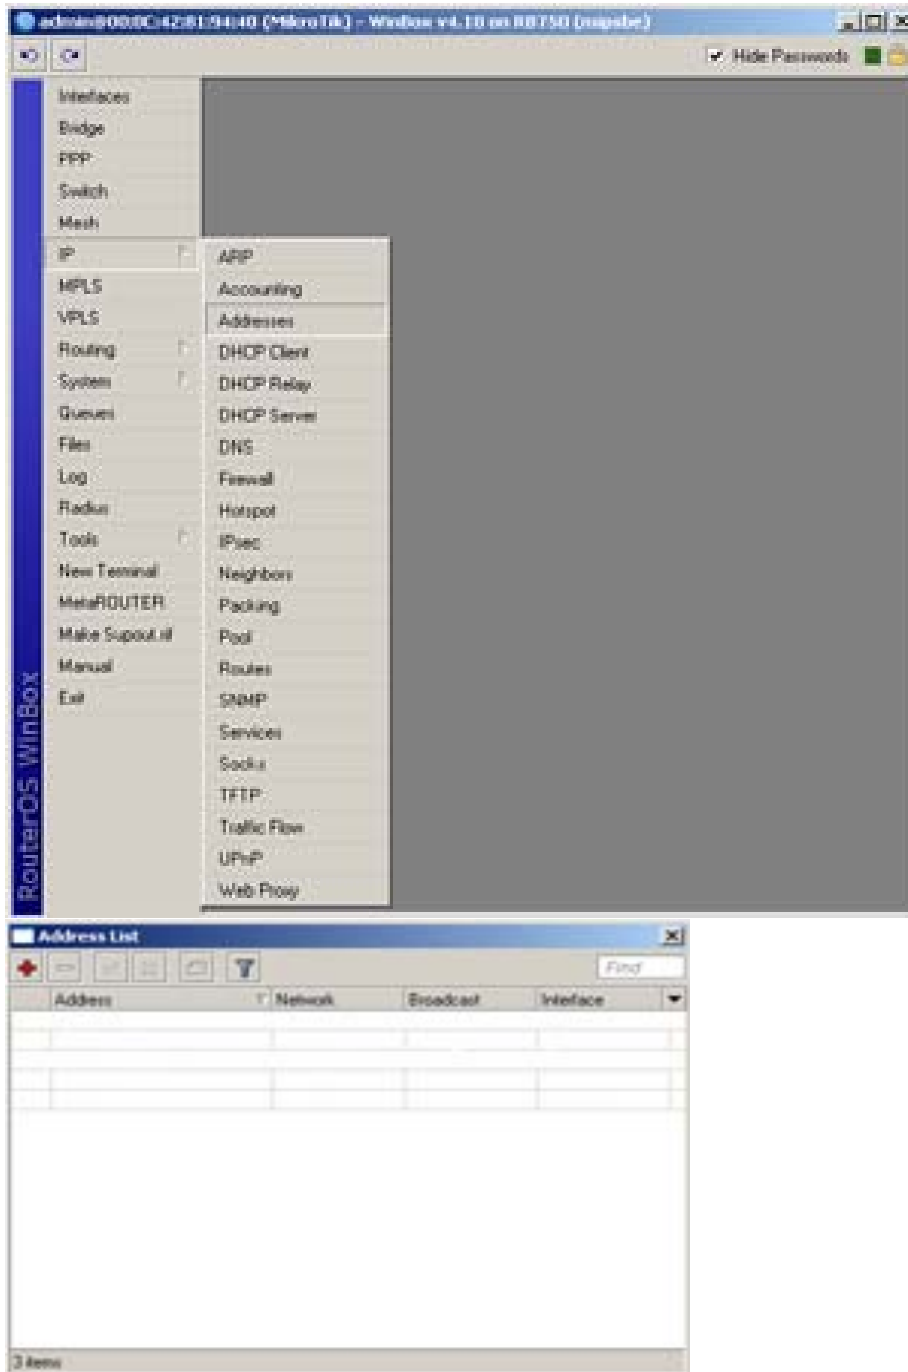 admin@00:0C:42:81:94:40 (MikroTik) - WinBox v4.10 on RB750 (mipsbe)
Hide Passwords
Interfaces
Bridge
PPP
Switch
Mesh
IP
MPLS
VPLS
Routing
System
Queues
Files
Log
Radius
Tools
New Terminal
MetaROUTER
Make Supout.rif
Manual
Exit
ARP
Accounting
Addresses
DHCP Client
DHCP Relay
DHCP Server
DNS
Firewall
Hotspot
IPsec
Neighbors
Packing
Pool
Routes
SNMP
Services
Socks
TFTP
Traffic Flow
UPnP
Web Proxy
RouterOS WinBox
Address List
Find
Address Network Broadcast Interface
3 items